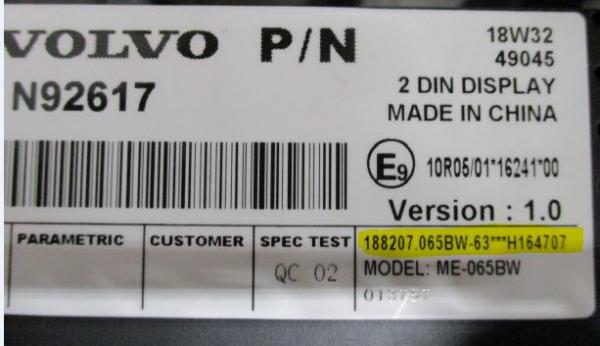 VOLVO P/N
18W32
49045
N92617
2 DIN DISPLAY
MADE IN CHINA
E9 10R05/01*16241*00
Version : 1.0
PARAMETRIC CUSTOMER SPEC TEST 188207.065BW-63***H164707
QC 02 MODEL: ME-065BW